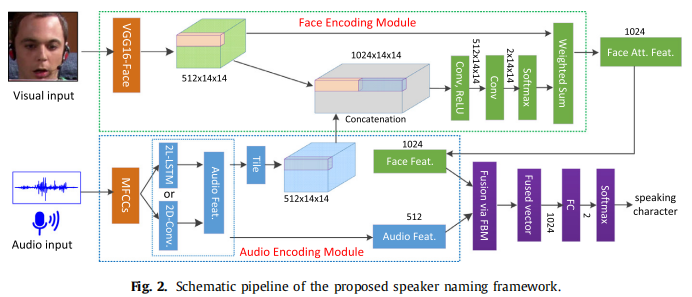 Face Encoding Module
VGG16-Face
512x14x14
Visual input
1024x14x14
Concatenation
Conv, ReLU
512x14x14
Conv
2x14x14
Softmax
Weighted Sum
1024
Face Att. Feat.
MFCCs
2L-LSTM
or
2D-Conv.
Audio Feat.
Tile
512x14x14
Audio input
Audio Encoding Module
1024
Face Feat.
512
Audio Feat.
Fusion via
FBM
Fused vector
1024
FC
2
Softmax
speaking
character
Fig. 2. Schematic pipeline of the proposed speaker naming framework.